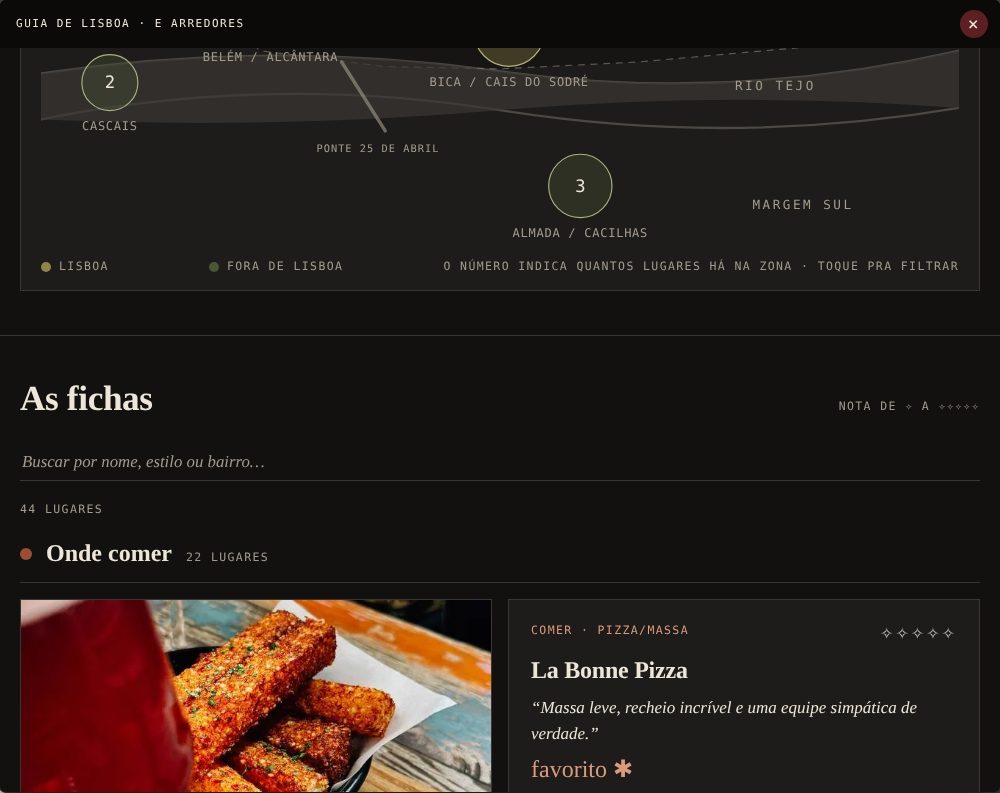 GUIA DE LISBOA · E ARREDORES
×
BELÉM / ALCÂNTARA
2
BICA / CAIS DO SODRÉ
RIO TEJO
CASCAIS
PONTE 25 DE ABRIL
3
MARGEM SUL
ALMADA / CACILHAS
LISBOA
FORA DE LISBOA
O NÚMERO INDICA QUANTOS LUGARES HÁ NA ZONA · TOQUE PRA FILTRAR
As fichas
NOTA DE ✧ A ✧✧✧✧✧
Buscar por nome, estilo ou bairro…
44 LUGARES
Onde comer 22 LUGARES
COMER · PIZZA/MASSA
✧✧✧✧✧
La Bonne Pizza
“Massa leve, recheio incrível e uma equipe simpática de
verdade.”
favorito ✱